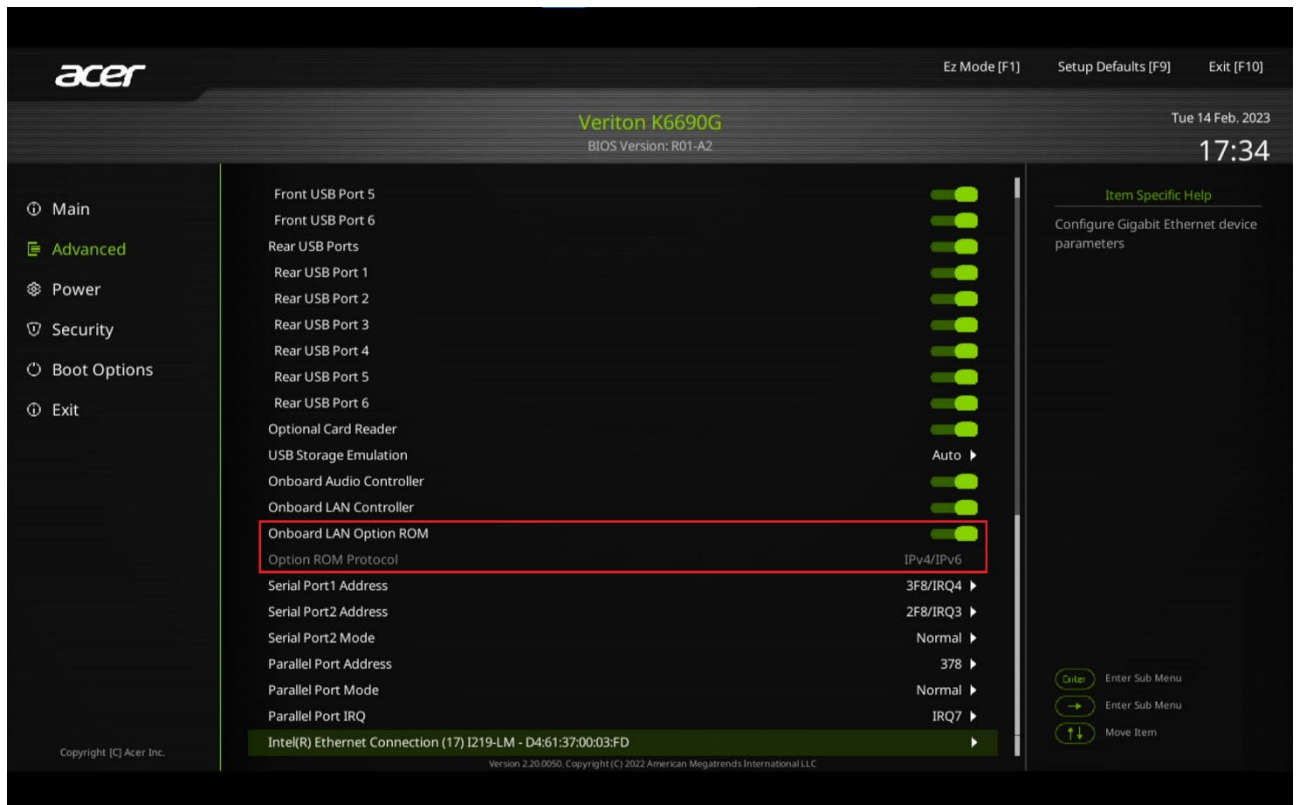 acer
Ez Mode [F1] Setup Defaults [F9] Exit [F10]
Veriton K6690G
BIOS Version: R01-A2
Tue 14 Feb. 2023
17:34
Main
Advanced
Power
Security
Boot Options
Exit
Front USB Port 5
Front USB Port 6
Rear USB Ports
Rear USB Port 1
Rear USB Port 2
Rear USB Port 3
Rear USB Port 4
Rear USB Port 5
Rear USB Port 6
Optional Card Reader
USB Storage Emulation Auto
Onboard Audio Controller
Onboard LAN Controller
Onboard LAN Option ROM
Option ROM Protocol IPv4/IPv6
Serial Port1 Address 3F8/IRQ4
Serial Port2 Address 2F8/IRQ3
Serial Port2 Mode Normal
Parallel Port Address 378
Parallel Port Mode Normal
Parallel Port IRQ IRQ7
Intel(R) Ethernet Connection (17) I219-LM - D4:61:37:00:03:FD
Item Specific Help
Configure Gigabit Ethernet device
parameters
Enter Enter Sub Menu
Enter Sub Menu
Move Item
Copyright [C] Acer Inc.
Version 2.20.0050. Copyright (C) 2022 American Megatrends International LLC